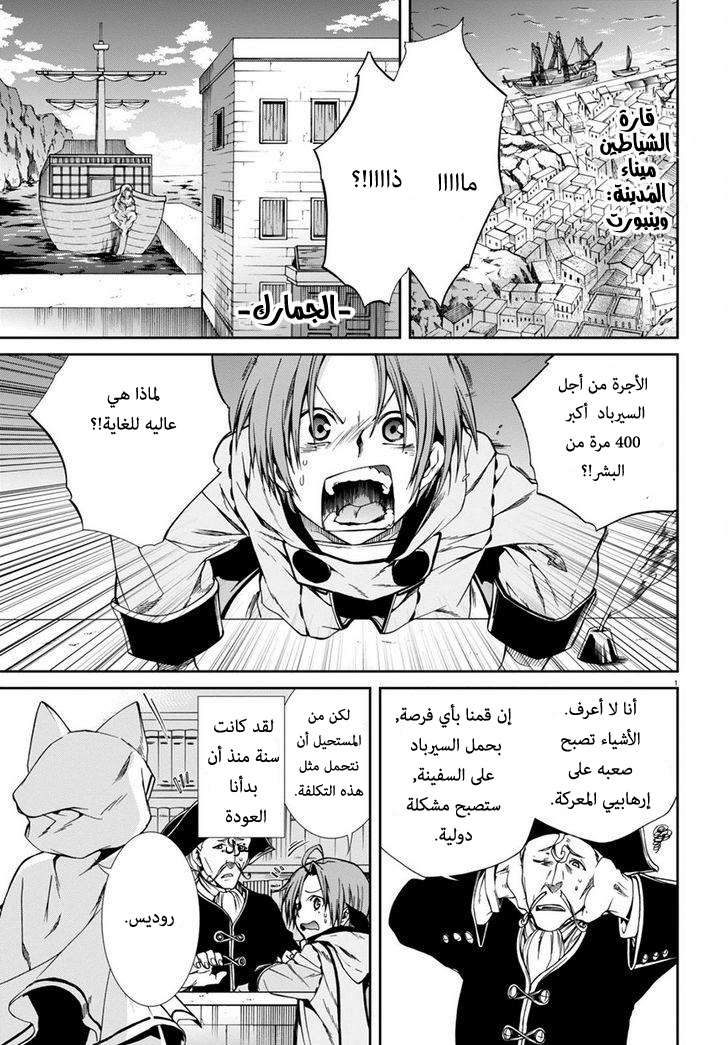 قارة
الشياطين
ميناء
المدينة:
وينبورت
ماااا ذاااا!؟
-الجمارك-
الأجرة من أجل
السيرباد أكبر
400 مرة من
البشر!؟
لماذا هي
عاليه للغاية!؟
1
أنا لا أعرف.
الأشياء تصبح
صعبه على
إرهابيي المعركة.
إن قمنا بأي فرصة,
بحمل السيرباد
على السفينة,
ستصبح مشكلة
دولية.
لكن من
المستحيل أن
نتحمل مثل
هذه التكلفة.
لقد كانت
سنة منذ أن
بدأنا
العودة
روديس.